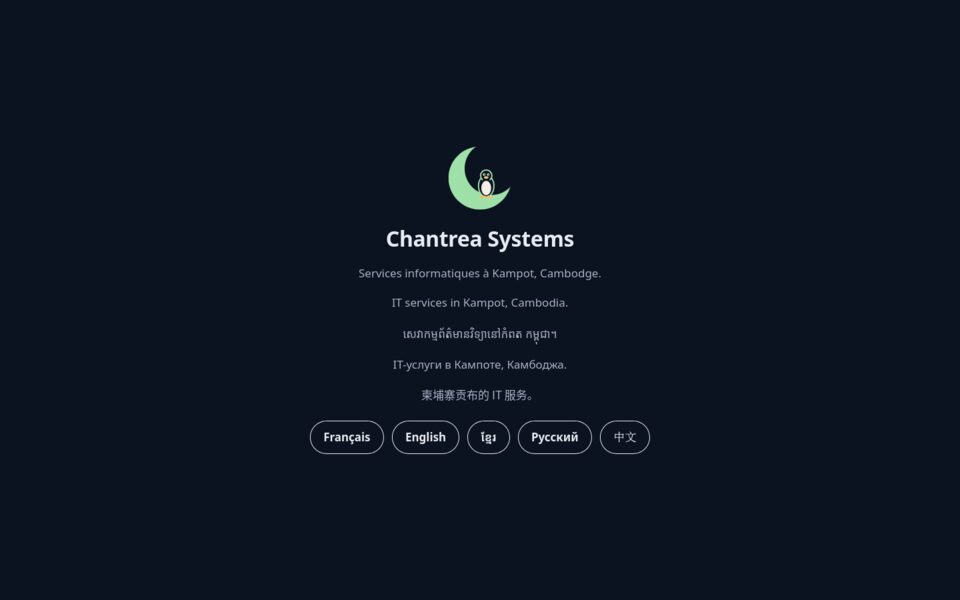 Chantrea Systems
Services informatiques à Kampot, Cambodge.
IT services in Kampot, Cambodia.
សេវាកម្មព័ត៌មានវិទ្យានៅកំពត កម្ពុជា។
IT-услуги в Кампоте, Камбоджа.
柬埔寨贡布的 IT 服务。
Français English ខ្មែរ Русский 中文